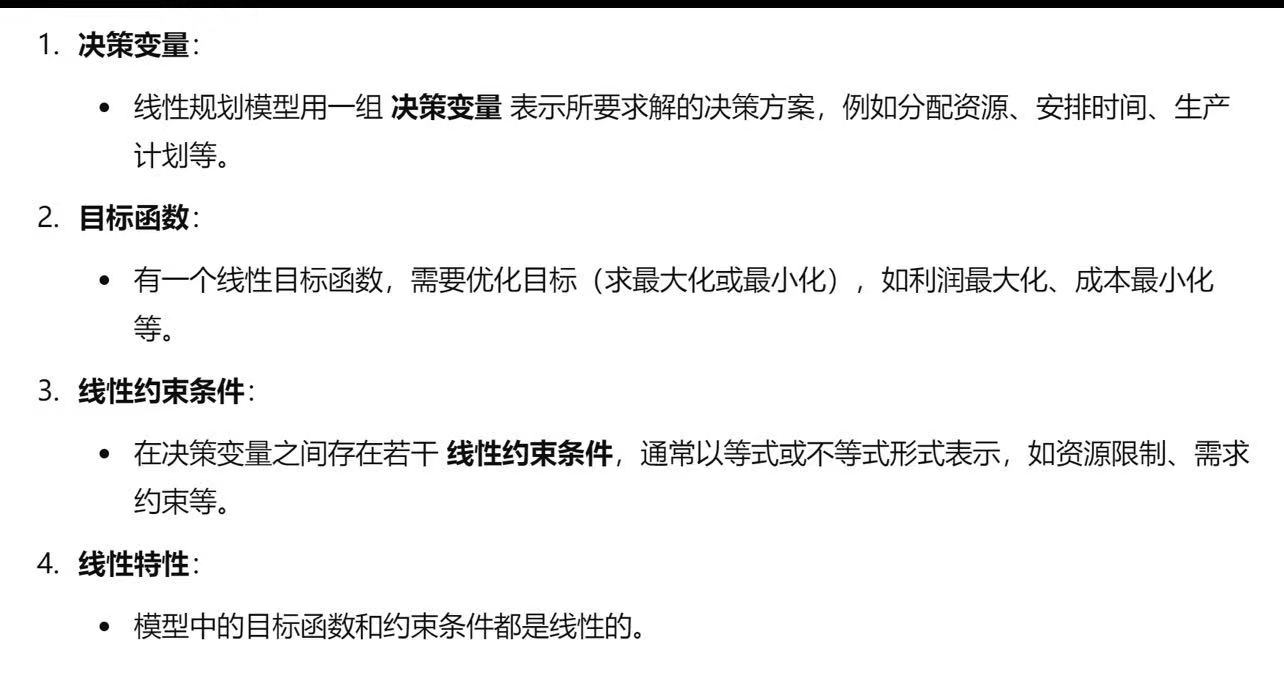 1. 决策变量：
• 线性规划模型用一组 决策变量 表示所要求解的决策方案，例如分配资源、安排时间、生产
计划等。
2. 目标函数：
• 有一个线性目标函数，需要优化目标（求最大化或最小化），如利润最大化、成本最小化
等。
3. 线性约束条件：
• 在决策变量之间存在若干 线性约束条件，通常以等式或不等式形式表示，如资源限制、需求
约束等。
4. 线性特性：
• 模型中的目标函数和约束条件都是线性的。